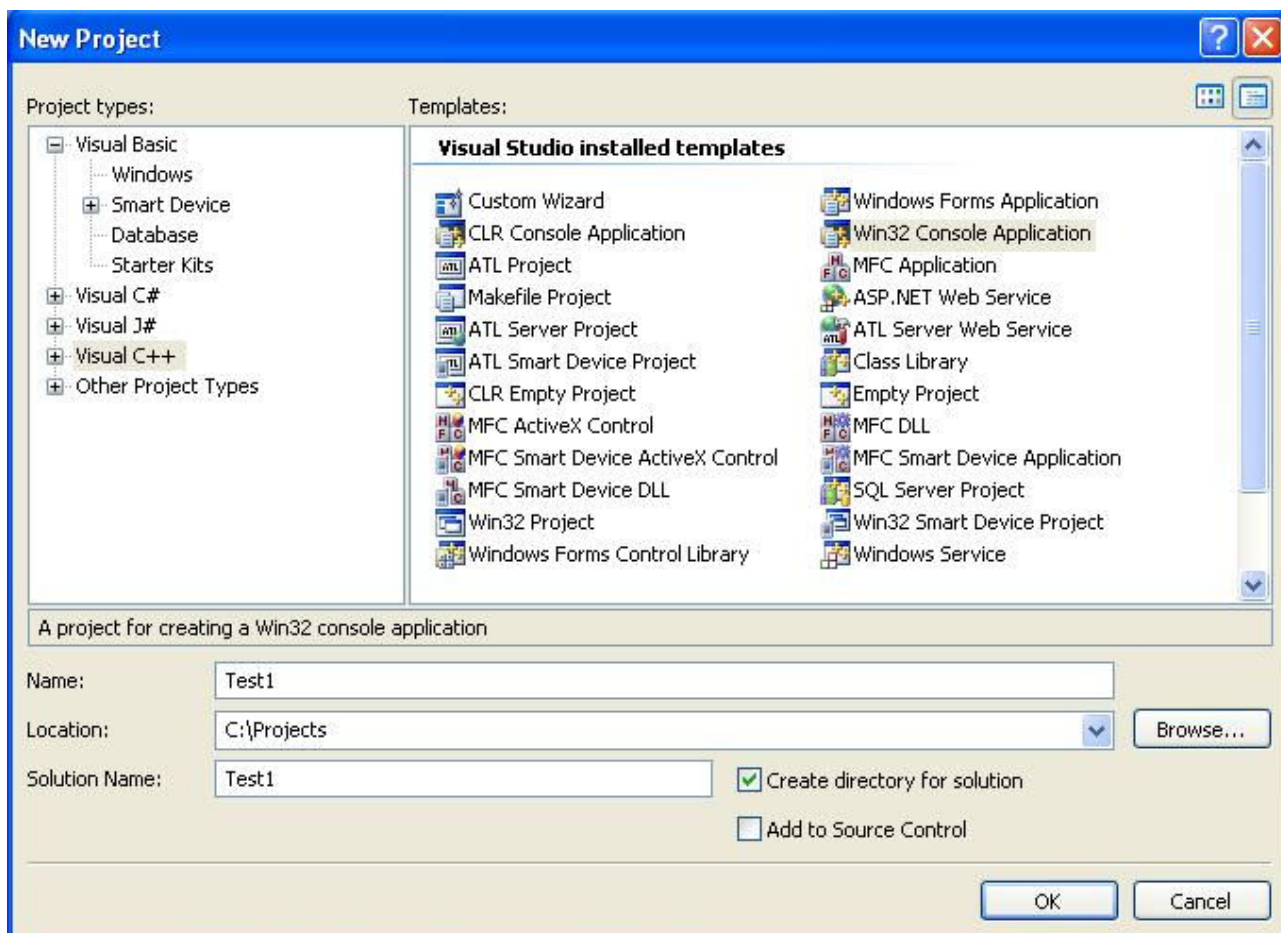 New Project
Project types:
Templates:
Visual Basic
Windows
Smart Device
Database
Starter Kits
Visual C#
Visual J#
Visual C++
Other Project Types
Visual Studio installed templates
Custom Wizard
Windows Forms Application
CLR Console Application
Win32 Console Application
ATL Project
MFC Application
Makefile Project
ASP.NET Web Service
ATL Server Project
ATL Server Web Service
ATL Smart Device Project
Class Library
CLR Empty Project
Empty Project
MFC ActiveX Control
MFC DLL
MFC Smart Device ActiveX Control
MFC Smart Device Application
MFC Smart Device DLL
SQL Server Project
Win32 Project
Win32 Smart Device Project
Windows Forms Control Library
Windows Service
A project for creating a Win32 console application
Name: Test1
Location: C:\Projects Browse...
Solution Name: Test1 Create directory for solution
Add to Source Control
OK Cancel